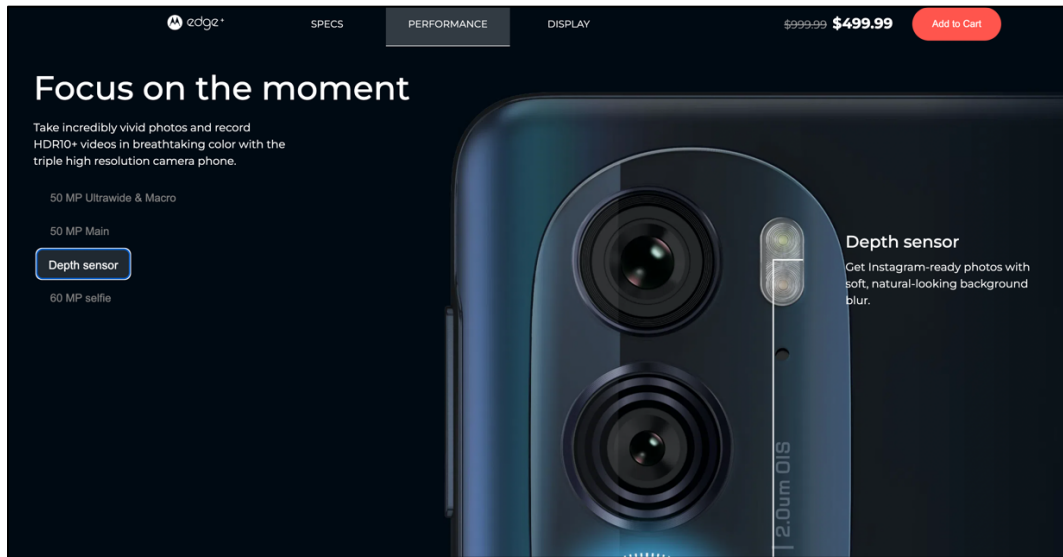 edge+
SPECS
PERFORMANCE
DISPLAY
$999.99 $499.99
Add to Cart
Focus on the moment
Take incredibly vivid photos and record
HDR10+ videos in breathtaking color with the
triple high resolution camera phone.
50 MP Ultrawide & Macro
50 MP Main
Depth sensor
60 MP selfie
Depth sensor
Get Instagram-ready photos with
soft, natural-looking background
blur.
2.0um OIS